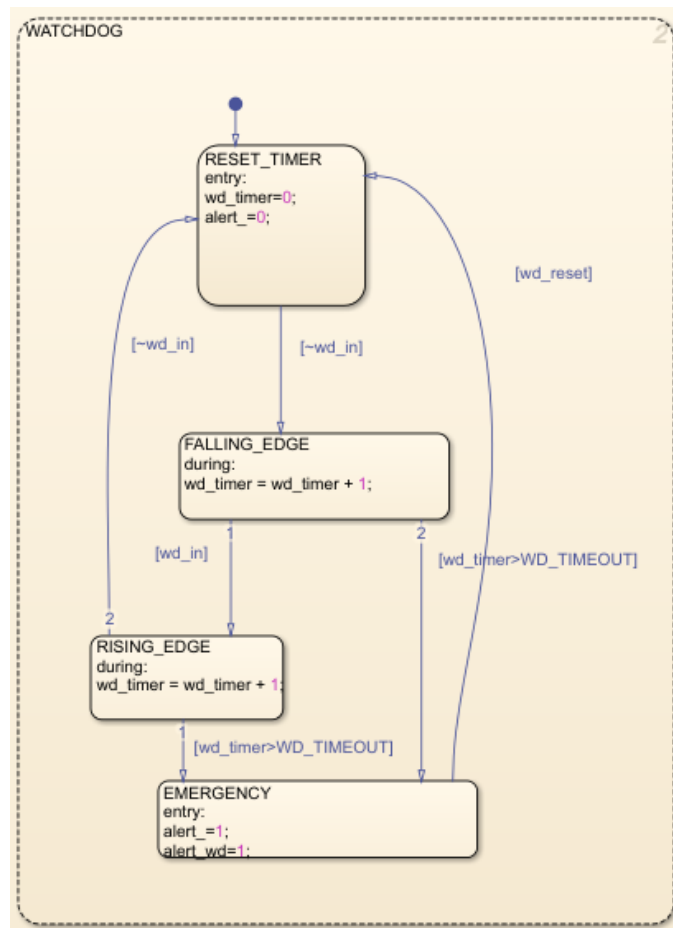 WATCHDOG
2
RESET_TIMER
entry:
wd_timer=0;
alert_=0;
[wd_reset]
[~wd_in]
[~wd_in]
FALLING_EDGE
during:
wd_timer = wd_timer + 1;
1
2
[wd_in]
[wd_timer>WD_TIMEOUT]
2
RISING_EDGE
during:
wd_timer = wd_timer + 1;
1
[wd_timer>WD_TIMEOUT]
EMERGENCY
entry:
alert_=1;
alert_wd=1;